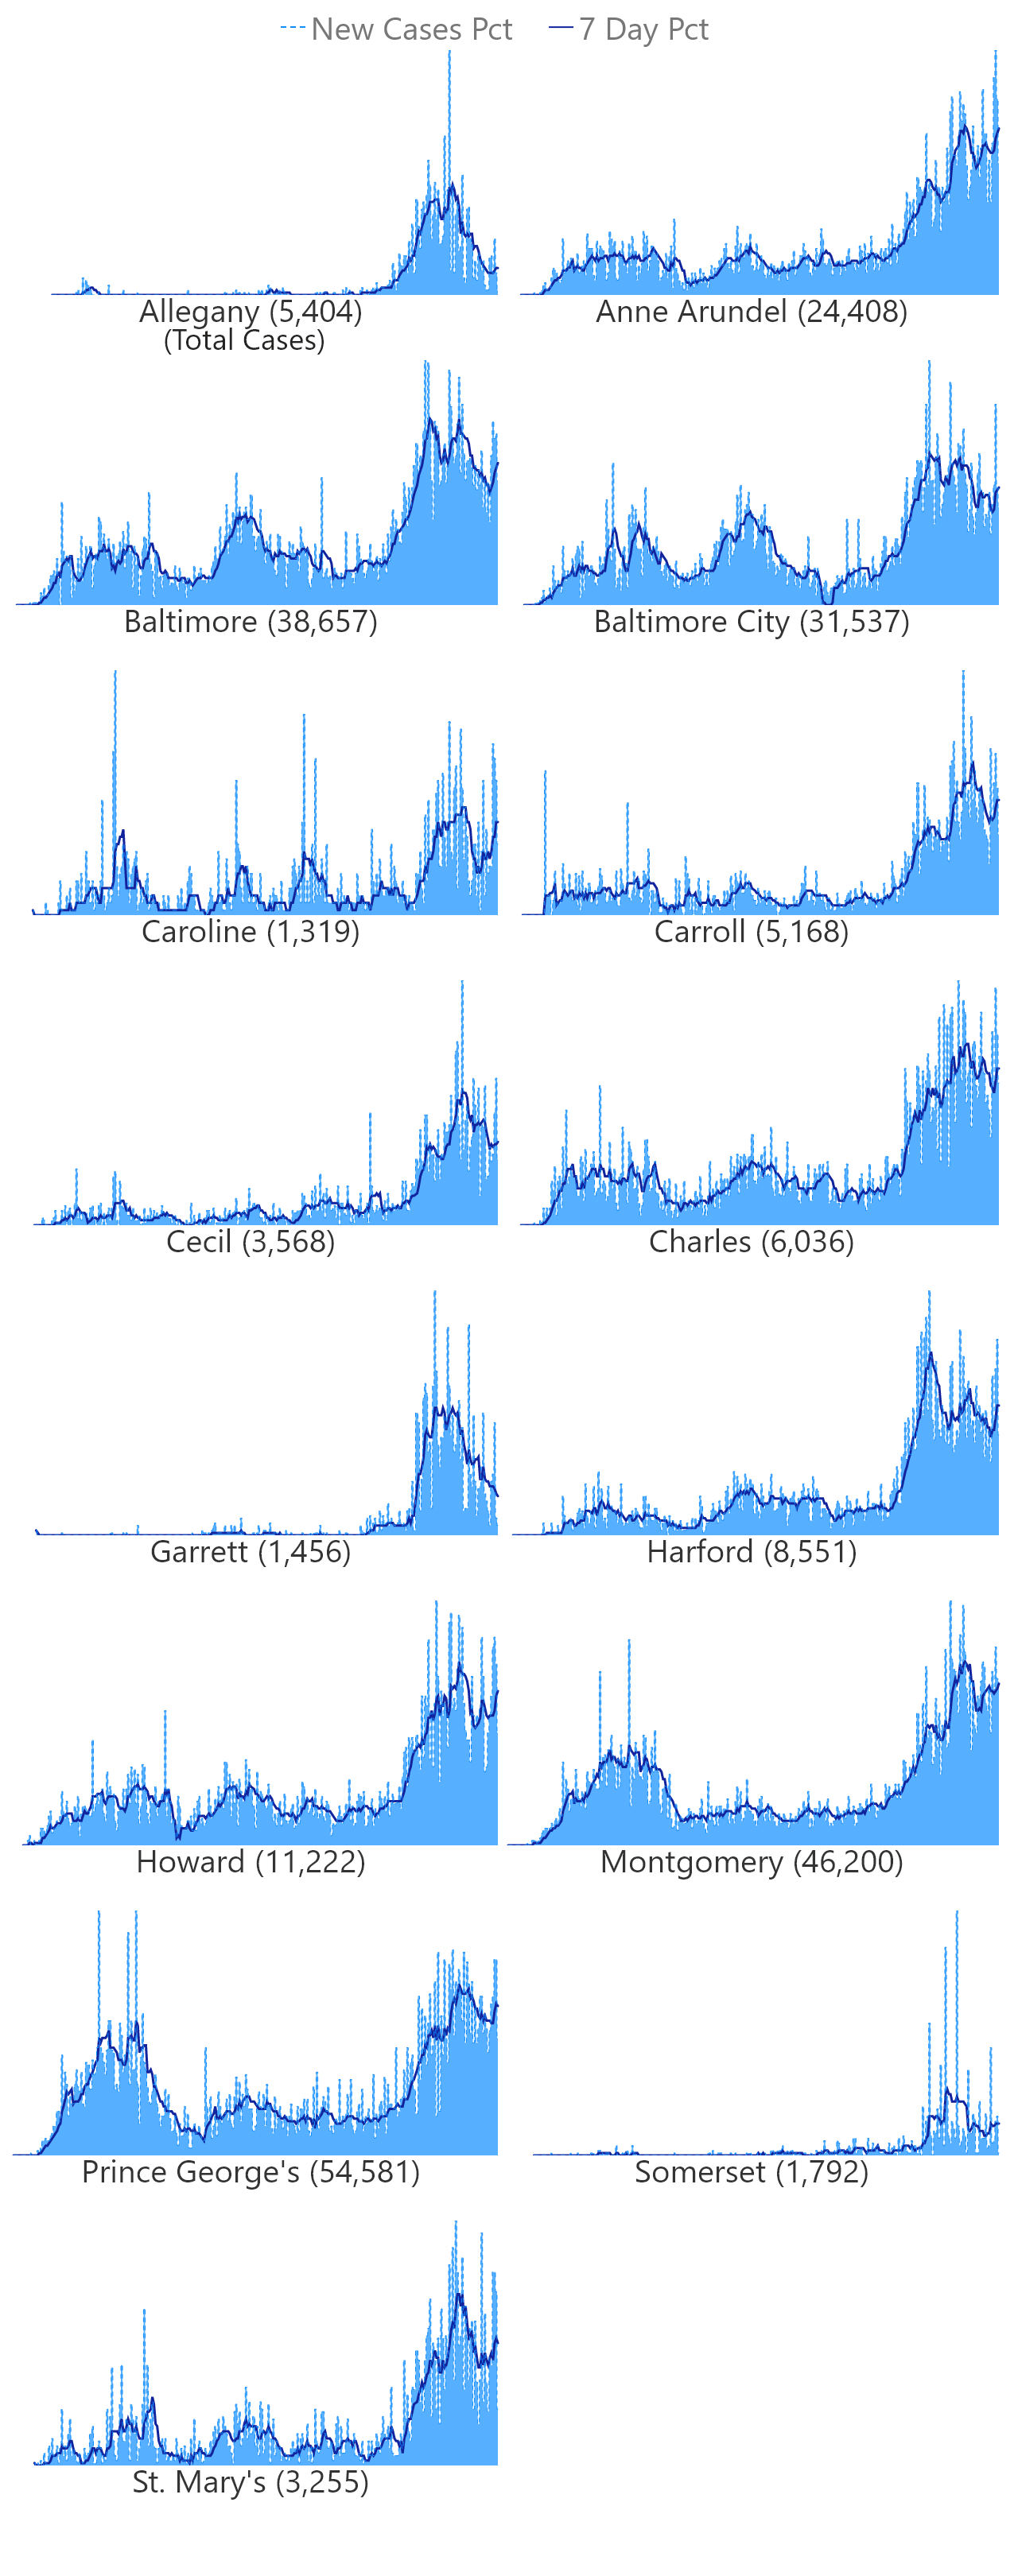 New Cases Pct 7 Day Pct
Allegany (5,404) Anne Arundel (24,408)
(Total Cases)
Baltimore (38,657) Baltimore City (31,537)
Caroline (1,319) Carroll (5,168)
Cecil (3,568) Charles (6,036)
Garrett (1,456) Harford (8,551)
Howard (11,222) Montgomery (46,200)
Prince George's (54,581) Somerset (1,792)
St. Mary's (3,255)